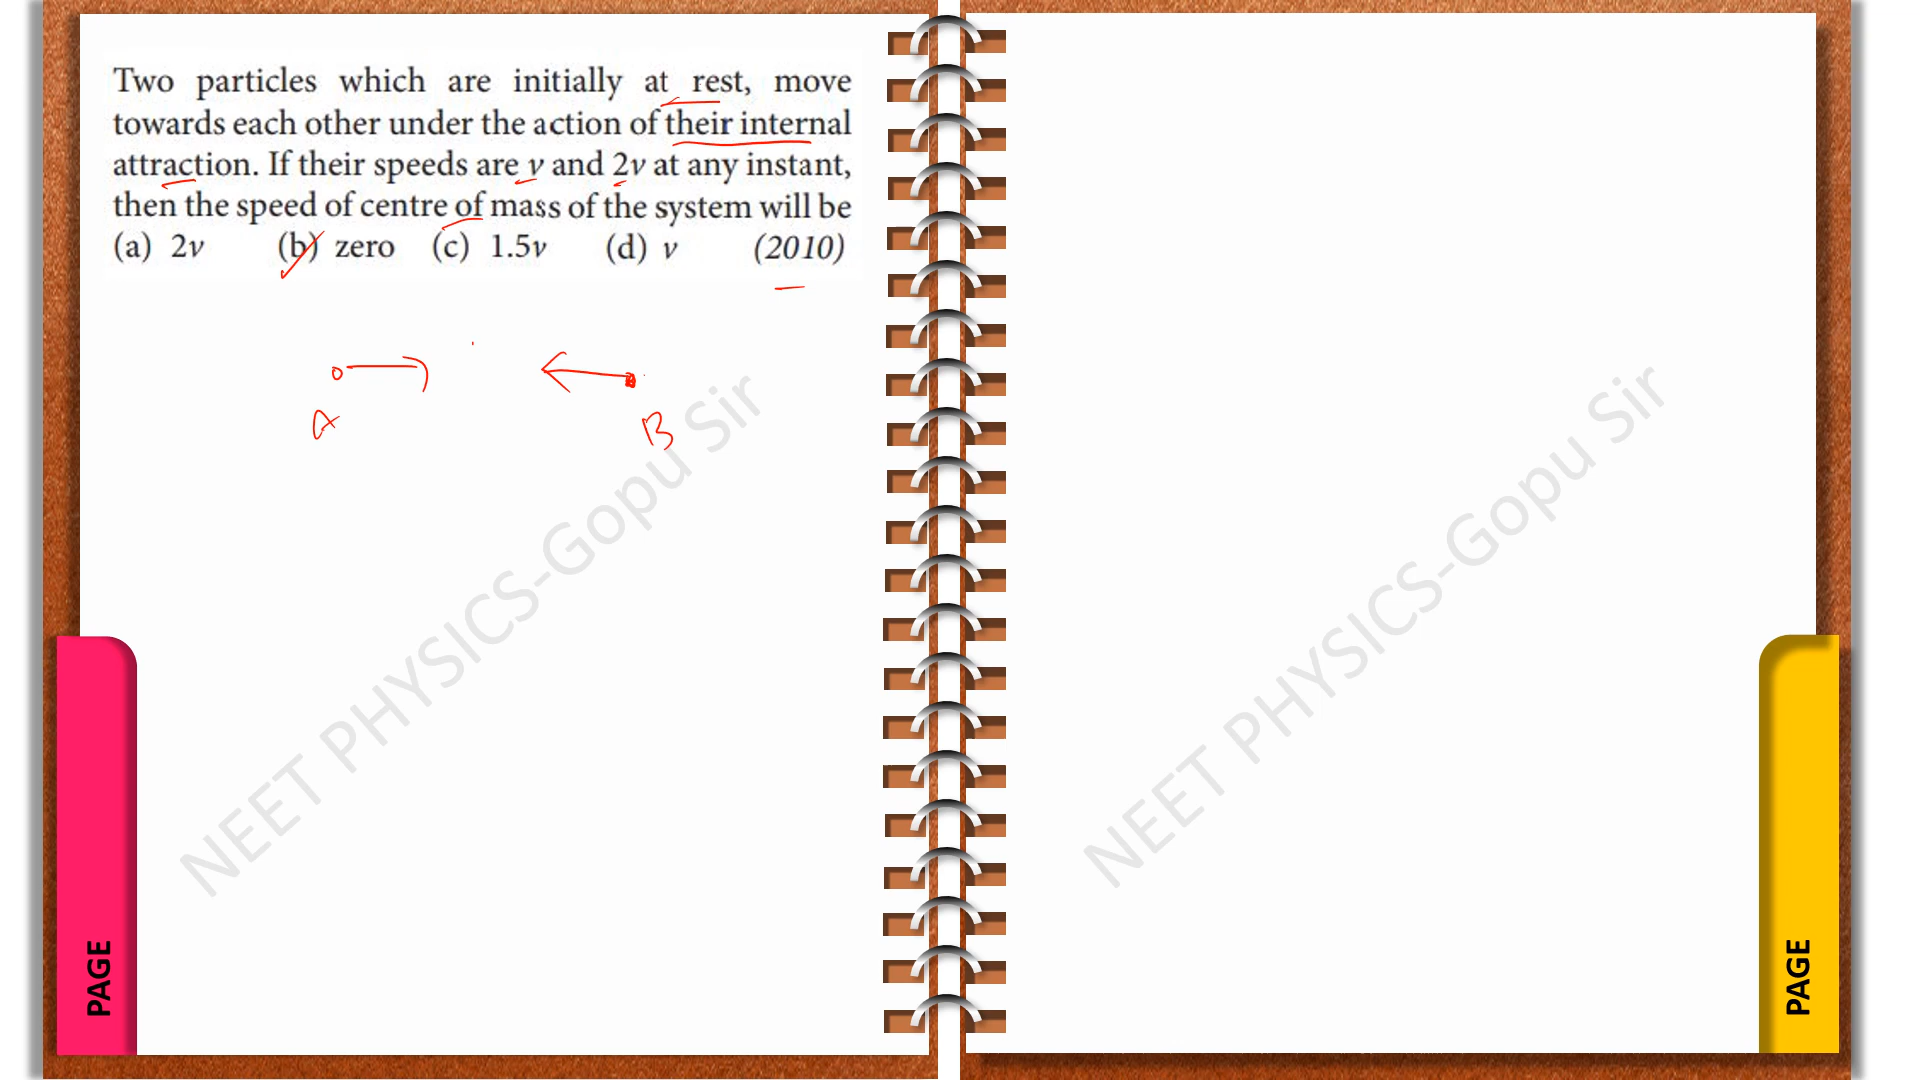 Two particles which are initially at rest, move
towards each other under the action of their internal
attraction. If their speeds are v and 2v at any instant,
then the speed of centre of mass of the system will be
(a) 2v (b) zero (c) 1.5v (d) v (2010)
A
B
NEET PHYSICS-Gopu Sir
PAGE
NEET PHYSICS-Gopu Sir
PAGE